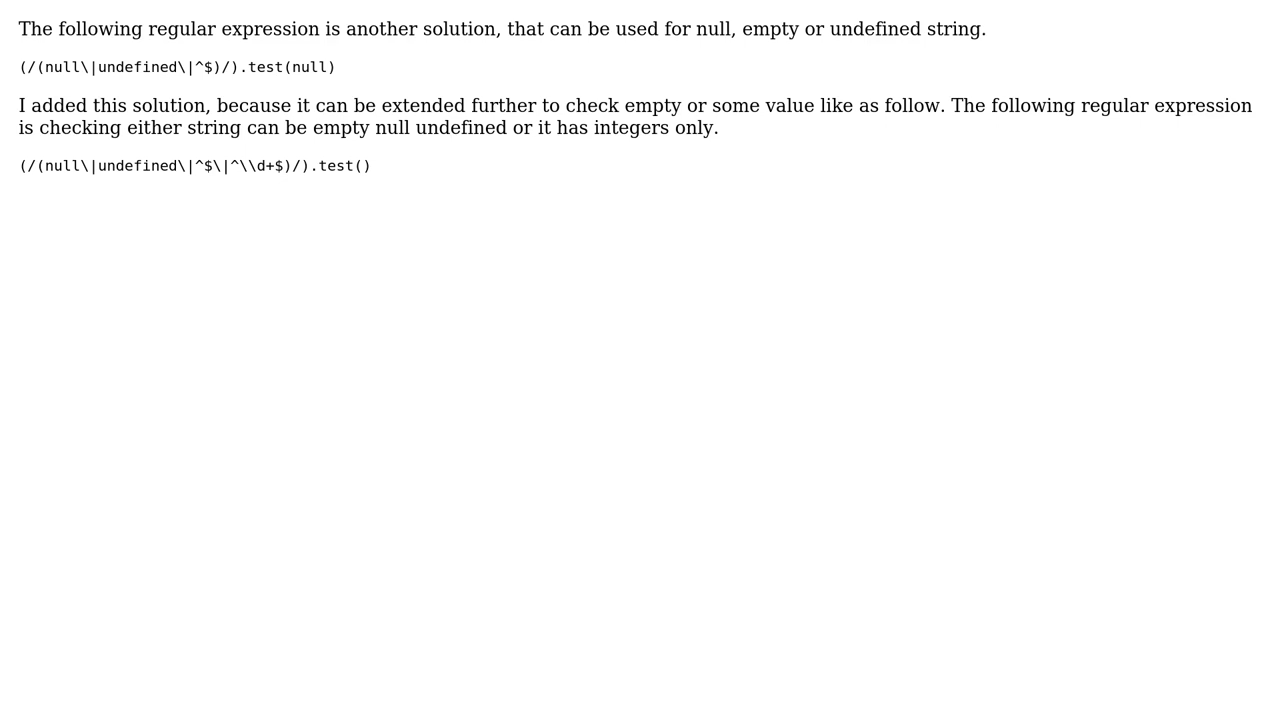 The following regular expression is another solution, that can be used for null, empty or undefined string.
(/(null\|undefined\|^$)/).test(null)
I added this solution, because it can be extended further to check empty or some value like as follow. The following regular expression
is checking either string can be empty null undefined or it has integers only.
(/(null\|undefined\|^$\|^\\d+$)/).test()